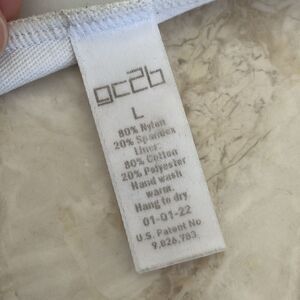 gc2b
L
80% Nylon
20% Spandex
Liner:
80% Cotton
20% Polyester
Hand wash
warm.
Hang to dry.
01-01-22
U.S. Patent No.
9,826,783